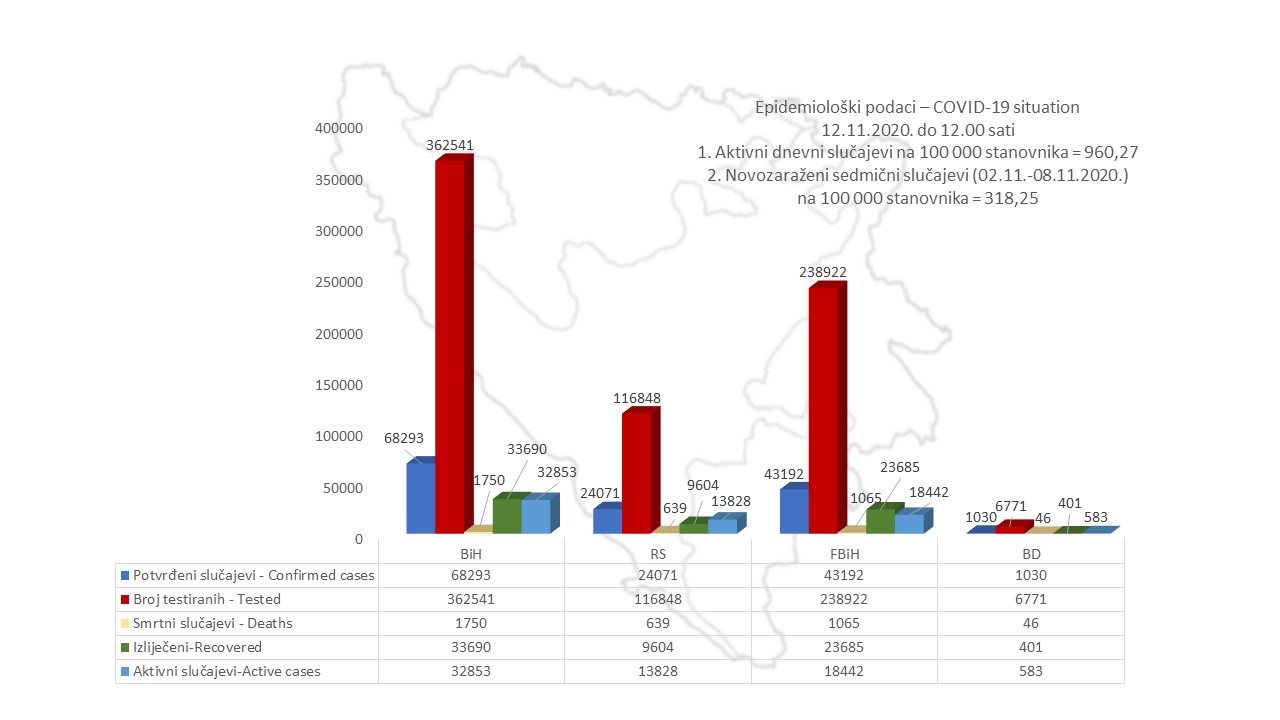 Epidemiološki podaci – COVID-19 situation
12.11.2020. do 12.00 sati
1. Aktivni dnevni slučajevi na 100 000 stanovnika = 960,27
2. Novozaraženi sedmični slučajevi (02.11.-08.11.2020.)
na 100 000 stanovnika = 318,25
400000
350000
300000
250000
200000
150000
100000
50000
0
68293
362541
1750
33690
32853
24071
116848
639
9604
13828
43192
238922
1065
23685
18442
1030
6771
46
401
583
BiH RS FBiH BD
Potvrđeni slučajevi - Confirmed cases 68293 24071 43192 1030
Broj testiranih - Tested 362541 116848 238922 6771
Smrtni slučajevi - Deaths 1750 639 1065 46
Izliječeni-Recovered 33690 9604 23685 401
Aktivni slučajevi-Active cases 32853 13828 18442 583